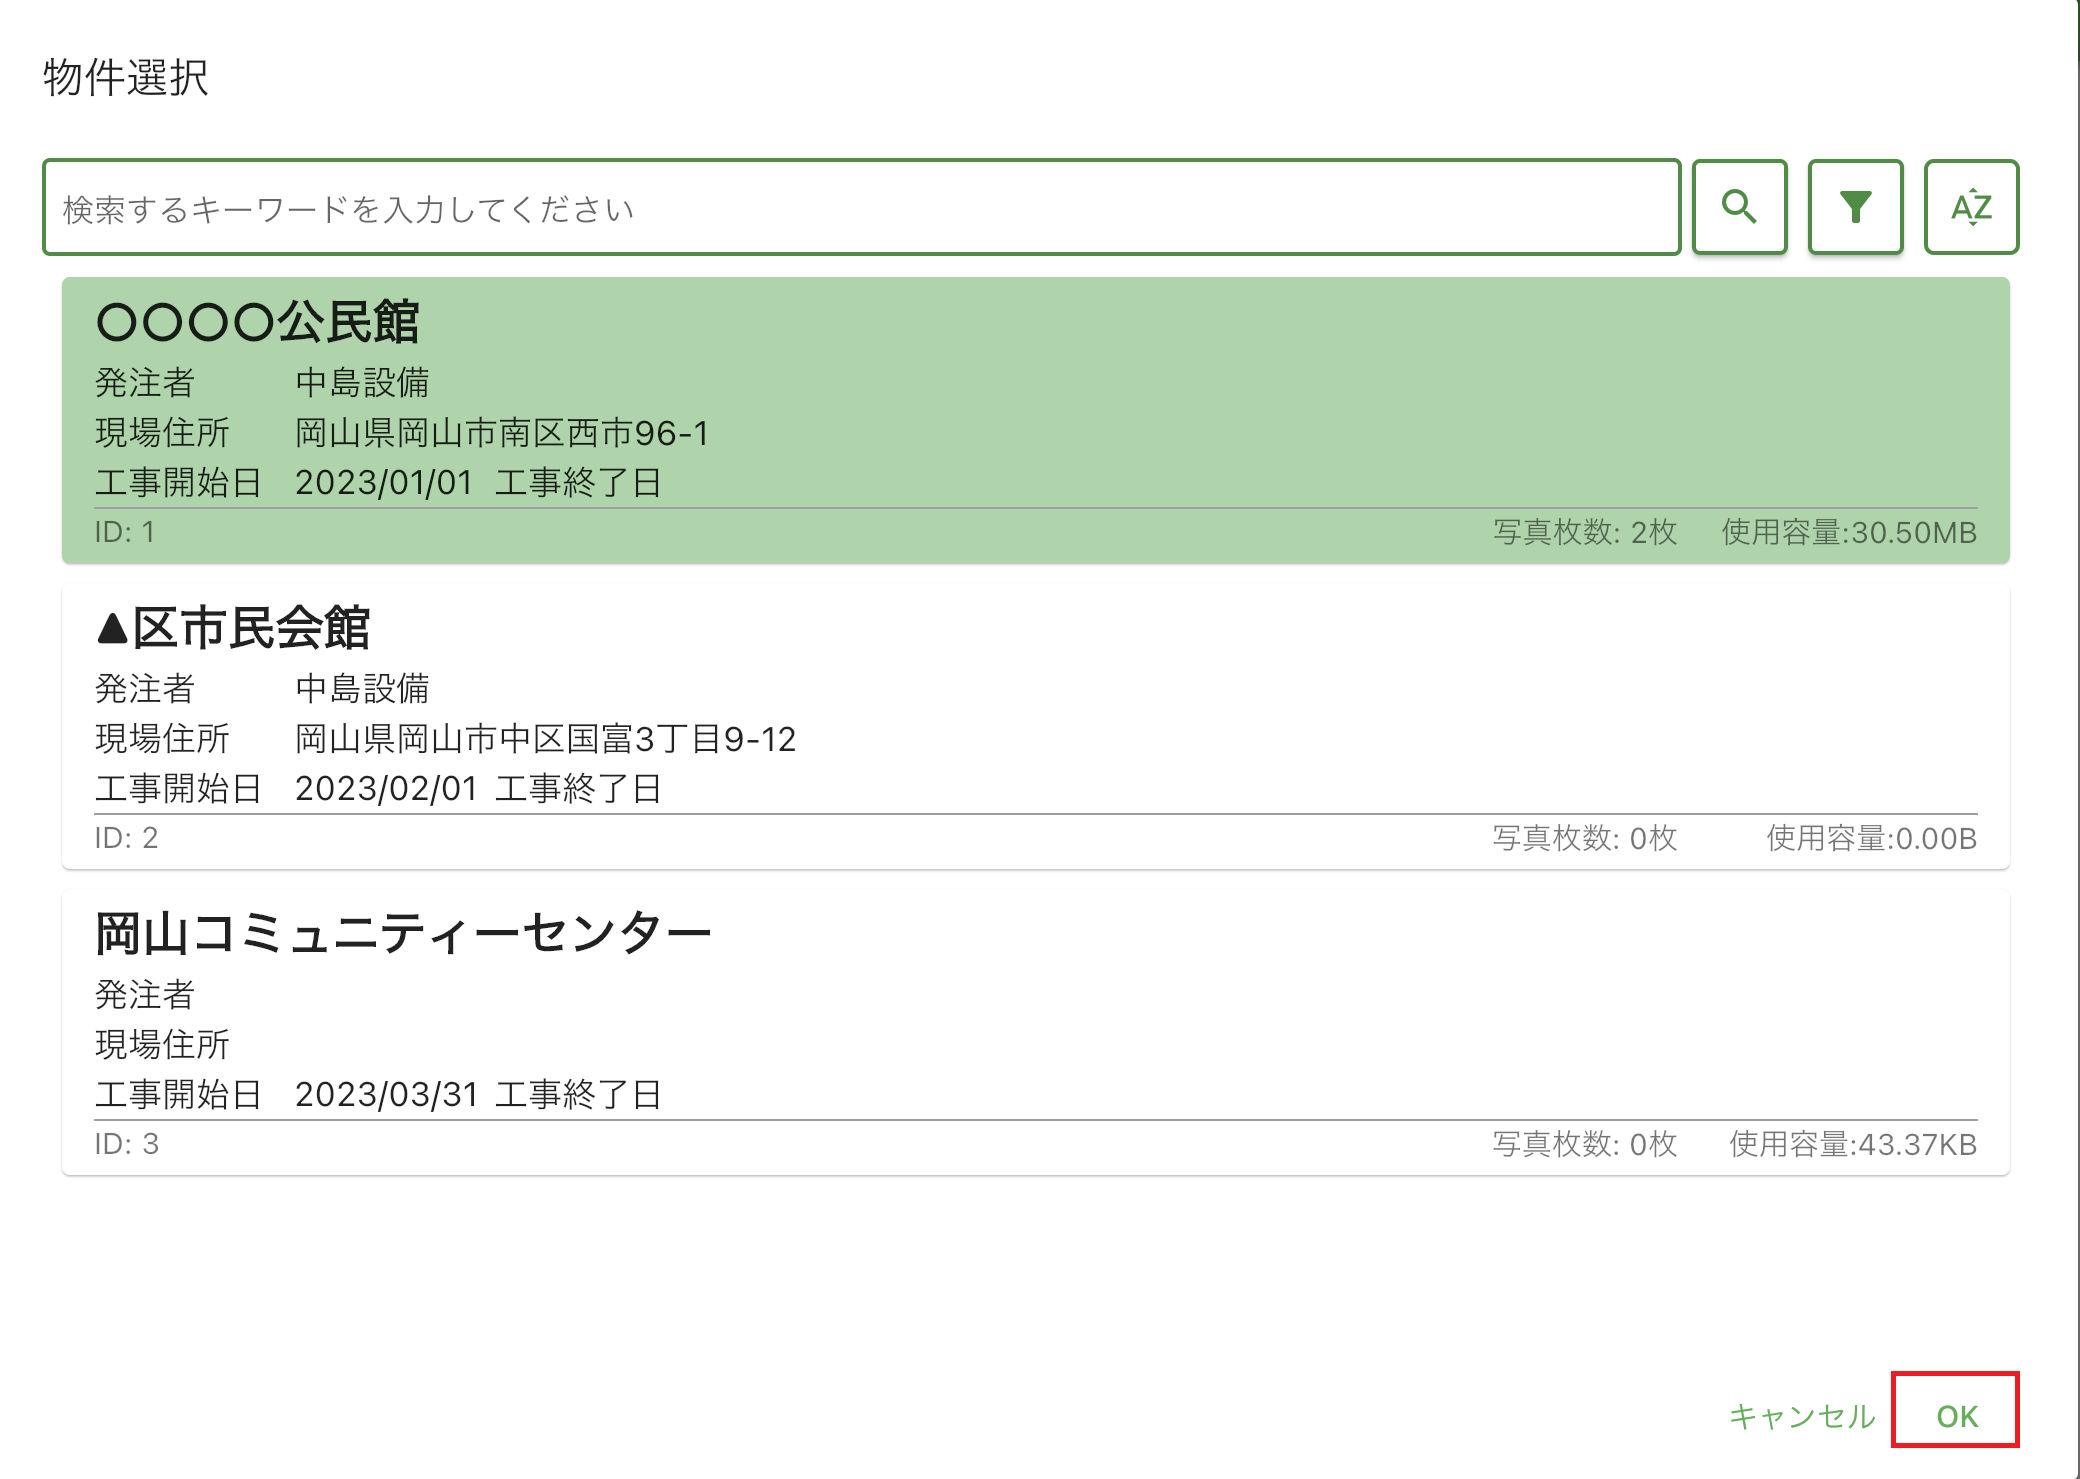 物件選択
検索するキーワードを入力してください
AZ
〇〇〇〇公民館
発注者 中島設備
現場住所 岡山県岡山市南区西市96-1
工事開始日 2023/01/01 工事終了日
ID: 1 写真枚数: 2枚 使用容量:30.50MB
▲区市民会館
発注者 中島設備
現場住所 岡山県岡山市中区国富3丁目9-12
工事開始日 2023/02/01 工事終了日
ID: 2 写真枚数: 0枚 使用容量:0.00B
岡山コミュニティーセンター
発注者
現場住所
工事開始日 2023/03/31 工事終了日
ID: 3 写真枚数: 0枚 使用容量:43.37KB
キャンセル OK